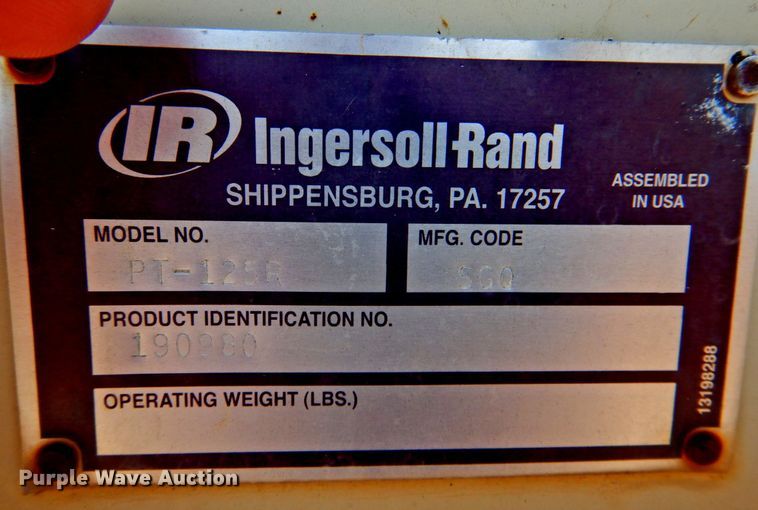 IR Ingersoll-Rand
SHIPPENSBURG, PA. 17257
ASSEMBLED
IN USA
MODEL NO.
PT-125R
MFG. CODE
SGQ
PRODUCT IDENTIFICATION NO.
190980
OPERATING WEIGHT (LBS.)
13198288
Purple Wave Auction